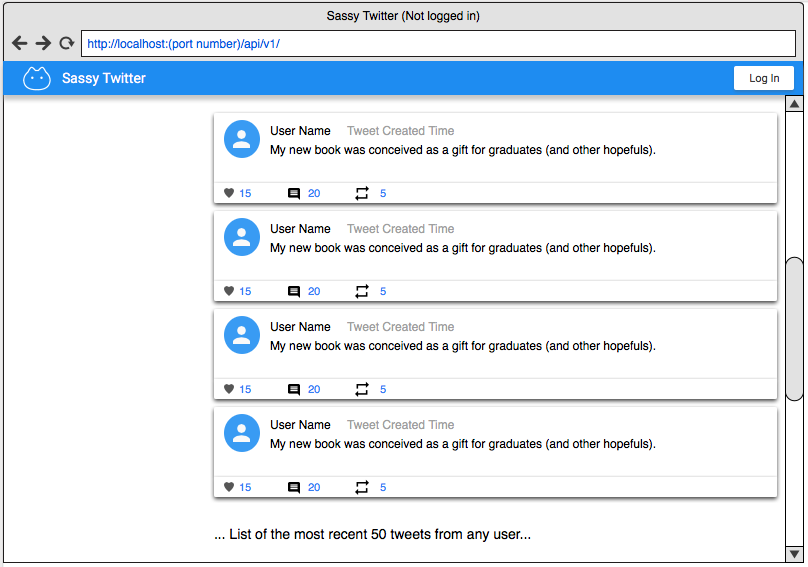 Sassy Twitter (Not logged in)
http://localhost:(port number)/api/v1/
Sassy Twitter Log In
User Name Tweet Created Time
My new book was conceived as a gift for graduates (and other hopefuls).
15 20 5
User Name Tweet Created Time
My new book was conceived as a gift for graduates (and other hopefuls).
15 20 5
User Name Tweet Created Time
My new book was conceived as a gift for graduates (and other hopefuls).
15 20 5
User Name Tweet Created Time
My new book was conceived as a gift for graduates (and other hopefuls).
15 20 5
... List of the most recent 50 tweets from any user...